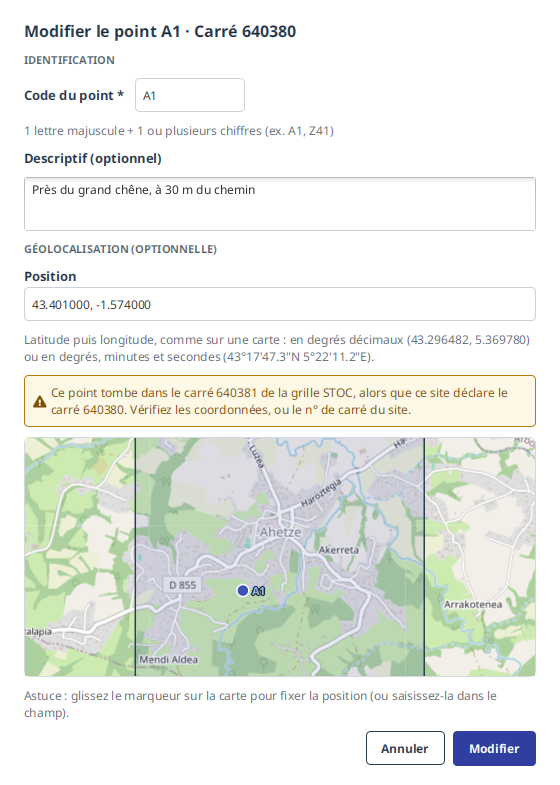 Modifier le point A1 · Carré 640380
IDENTIFICATION
Code du point *
A1
1 lettre majuscule + 1 ou plusieurs chiffres (ex. A1, Z41)
Descriptif (optionnel)
Près du grand chêne, à 30 m du chemin
GÉOLOCALISATION (OPTIONNELLE)
Position
43.401000, -1.574000
Latitude puis longitude, comme sur une carte : en degrés décimaux (43.296482, 5.369780)
ou en degrés, minutes et secondes (43°17'47.3"N 5°22'11.2"E).
Ce point tombe dans le carré 640381 de la grille STOC, alors que ce site déclare le
carré 640380. Vérifiez les coordonnées, ou le n° de carré du site.
Luzea
Haroztegia
Ahetze
Akerreta
D 855
A1
Arrakotenea
zalapia
Mendi Aldea
Astuce : glissez le marqueur sur la carte pour fixer la position (ou saisissez-la dans le
champ).
Annuler
Modifier